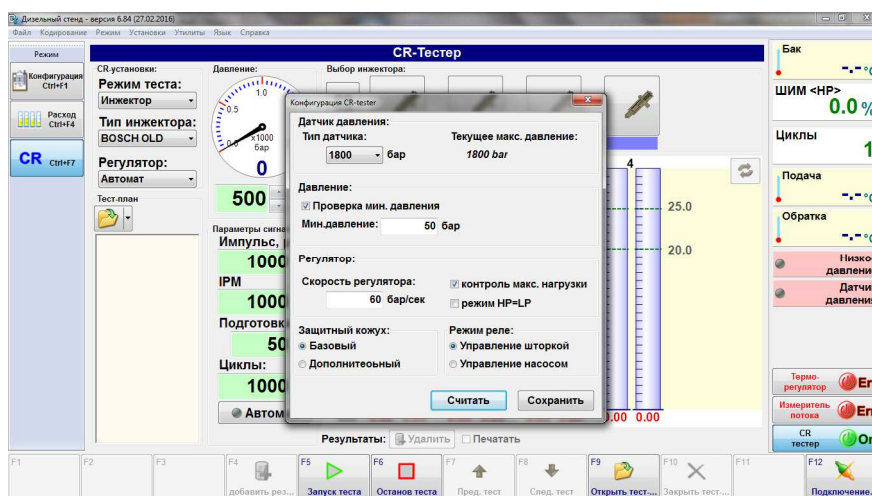 Дизельный стенд - версия 6.84 (27.02.2016)
Файл Кодирование Режим Установки Утилиты Язык Справка
Режим
Конфигурация
Ctrl+F1
Расход
Ctrl+F4
CR Ctrl+F7
CR-Тестер
CR-установки:
Режим теста:
Инжектор
Тип инжектора:
BOSCH OLD
Регулятор:
Автомат
Тест-план
Давление:
1.0
0.5
0.0
x1000
бар
0
500
Параметры сигна
Импульс,
1000
IPM
1000
Подготовк
50
Циклы:
1000
Автом
Выбор инжектора:
4
25.0
20.0
0.00 0.00
Результаты: Удалить Печатать
Конфигурация CR-tester
Датчик давления:
Тип датчика:
1800 бар
Текущее макс. давление:
1800 bar
Давление:
Проверка мин. давления
Мин.давление: 50 бар
Регулятор:
Скорость регулятора:
60 бар/сек
контроль макс. нагрузки
режим HP=LP
Защитный кожух:
Базовый
Дополнитеоьный
Режим реле:
Управление шторкой
Управление насосом
Считать Сохранить
Бак
-.- °C
ШИМ <HP>
0.0 %
Циклы
1
Подача
-.- °C
Обратка
-.- °C
Низко
давлени
Датчи
давления
Термо-
регулятор
Er
Измеритель
потока
Er
CR
тестер
On
F1 F2 F3 F4 F5 F6 F7 F8 F9 F10 F11 F12
добавить рез... Запуск теста Останов теста Пред. тест След. тест Открыть тест-... Закрыть тест-... Подключение.